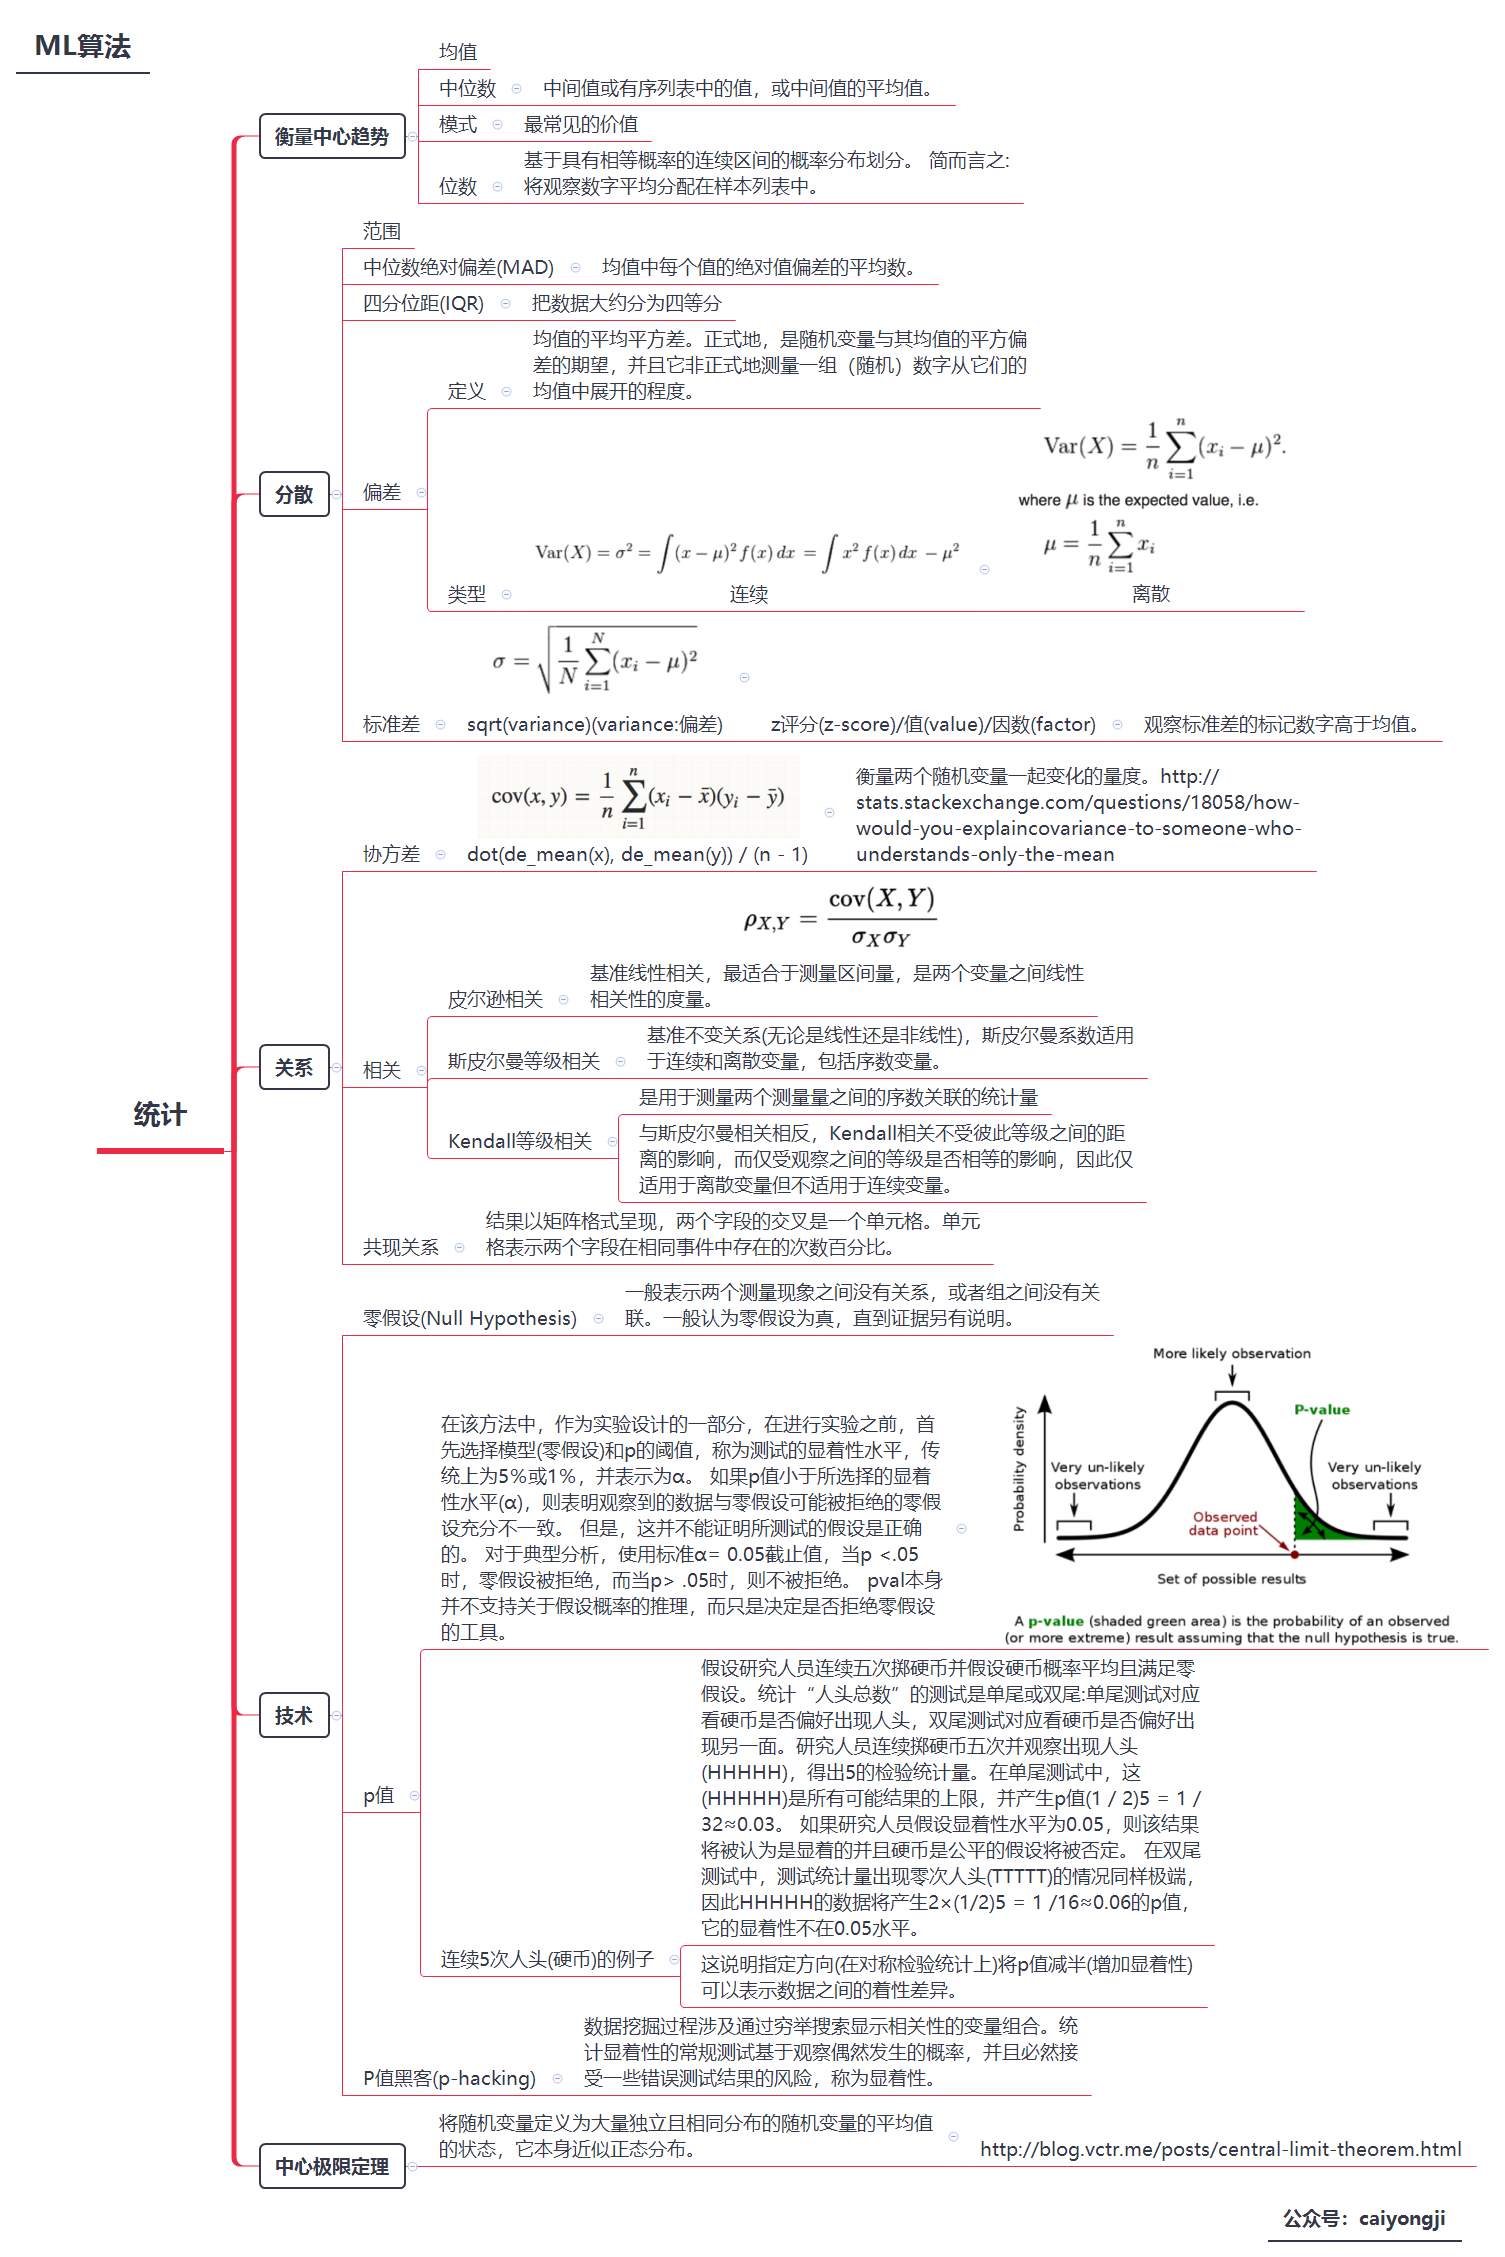 ML算法
统计
衡量中心趋势
均值
中位数
中间值或有序列表中的值，或中间值的平均值。
模式
最常见的价值
位数
基于具有相等概率的连续区间的概率分布划分。 简而言之:
将观察数字平均分配在样本列表中。
分散
范围
中位数绝对偏差(MAD)
均值中每个值的绝对值偏差的平均数。
四分位距(IQR)
把数据大约分为四等分
偏差
定义
均值的平均平方差。正式地，是随机变量与其均值的平方偏
差的期望，并且它非正式地测量一组（随机）数字从它们的
均值中展开的程度。
类型
Var(X) = σ² = ∫(x − μ)² f(x) dx = ∫ x² f(x) dx − μ²
连续
Var(X) = 1/n ∑_{i=1}^{n} (x_i − μ)².
where μ is the expected value, i.e.
μ = 1/n ∑_{i=1}^{n} x_i
离散
标准差
σ = √(1/N ∑_{i=1}^{N} (x_i − μ)²)
sqrt(variance)(variance:偏差)
z评分(z-score)/值(value)/因数(factor)
观察标准差的标记数字高于均值。
关系
协方差
cov(x, y) = 1/n ∑_{i=1}^{n} (x_i − x̄)(y_i − ȳ)
dot(de_mean(x), de_mean(y)) / (n - 1)
衡量两个随机变量一起变化的量度。http://
stats.stackexchange.com/questions/18058/how-
would-you-explaincovariance-to-someone-who-
understands-only-the-mean
相关
ρ_{X,Y} = cov(X, Y) / σ_X σ_Y
皮尔逊相关
基准线性相关，最适合于测量区间量，是两个变量之间线性
相关性的度量。
斯皮尔曼等级相关
基准不变关系(无论是线性还是非线性)，斯皮尔曼系数适用
于连续和离散变量，包括序数变量。
Kendall等级相关
是用于测量两个测量量之间的序数关联的统计量
与斯皮尔曼相关相反，Kendall相关不受彼此等级之间的距
离的影响，而仅受观察之间的等级是否相等的影响，因此仅
适用于离散变量但不适用于连续变量。
共现关系
结果以矩阵格式呈现，两个字段的交叉是一个单元格。单元
格表示两个字段在相同事件中存在的次数百分比。
技术
零假设(Null Hypothesis)
一般表示两个测量现象之间没有关系，或者组之间没有关
联。一般认为零假设为真，直到证据另有说明。
p值
在该方法中，作为实验设计的一部分，在进行实验之前，首
先选择模型(零假设)和p的阈值，称为测试的显着性水平，传
统上为5%或1%，并表示为α。 如果p值小于所选择的显着
性水平(α)，则表明观察到的数据与零假设可能被拒绝的零假
设充分不一致。 但是，这并不能证明所测试的假设是正确
的。 对于典型分析，使用标准α= 0.05截止值，当p <.05
时，零假设被拒绝，而当p> .05时，则不被拒绝。 pval本身
并不支持关于假设概率的推理，而只是决定是否拒绝零假设
的工具。
More likely observation
P-value
Probability density
Very un-likely
observations
Very un-likely
observations
Observed
data point
Set of possible results
A p-value (shaded green area) is the probability of an observed
(or more extreme) result assuming that the null hypothesis is true.
连续5次人头(硬币)的例子
假设研究人员连续五次掷硬币并假设硬币概率平均且满足零
假设。统计“人头总数”的测试是单尾或双尾:单尾测试对应
看硬币是否偏好出现人头，双尾测试对应看硬币是否偏好出
现另一面。研究人员连续掷硬币五次并观察出现人头
(HHHHH)，得出5的检验统计量。在单尾测试中，这
(HHHHH)是所有可能结果的上限，并产生p值(1 / 2)5 = 1 /
32≈0.03。 如果研究人员假设显着性水平为0.05，则该结果
将被认为是显着的并且硬币是公平的假设将被否定。 在双尾
测试中，测试统计量出现零次人头(TTTTT)的情况同样极端，
因此HHHHH的数据将产生2×(1/2)5 = 1 /16≈0.06的p值，
它的显着性不在0.05水平。
这说明指定方向(在对称检验统计上)将p值减半(增加显着性)
可以表示数据之间的着性差异。
P值黑客(p-hacking)
数据挖掘过程涉及通过穷举搜索显示相关性的变量组合。统
计显着性的常规测试基于观察偶然发生的概率，并且必然接
受一些错误测试结果的风险，称为显着性。
中心极限定理
将随机变量定义为大量独立且相同分布的随机变量的平均值
的状态，它本身近似正态分布。
http://blog.vctr.me/posts/central-limit-theorem.html
公众号：caiyongji